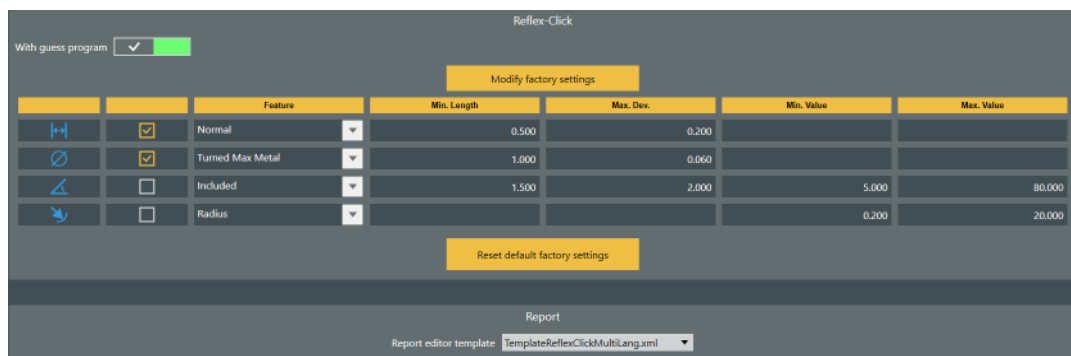 Reflex-Click
With guess program
Modify factory settings
Feature Min. Length Max. Dev. Min. Value Max. Value
Normal 0.500 0.200
Turned Max Metal 1.000 0.060
Included 1.500 2.000 5.000 80.000
Radius 0.200 20.000
Reset default factory settings
Report
Report editor template TemplateReflexClickMultiLang.xml